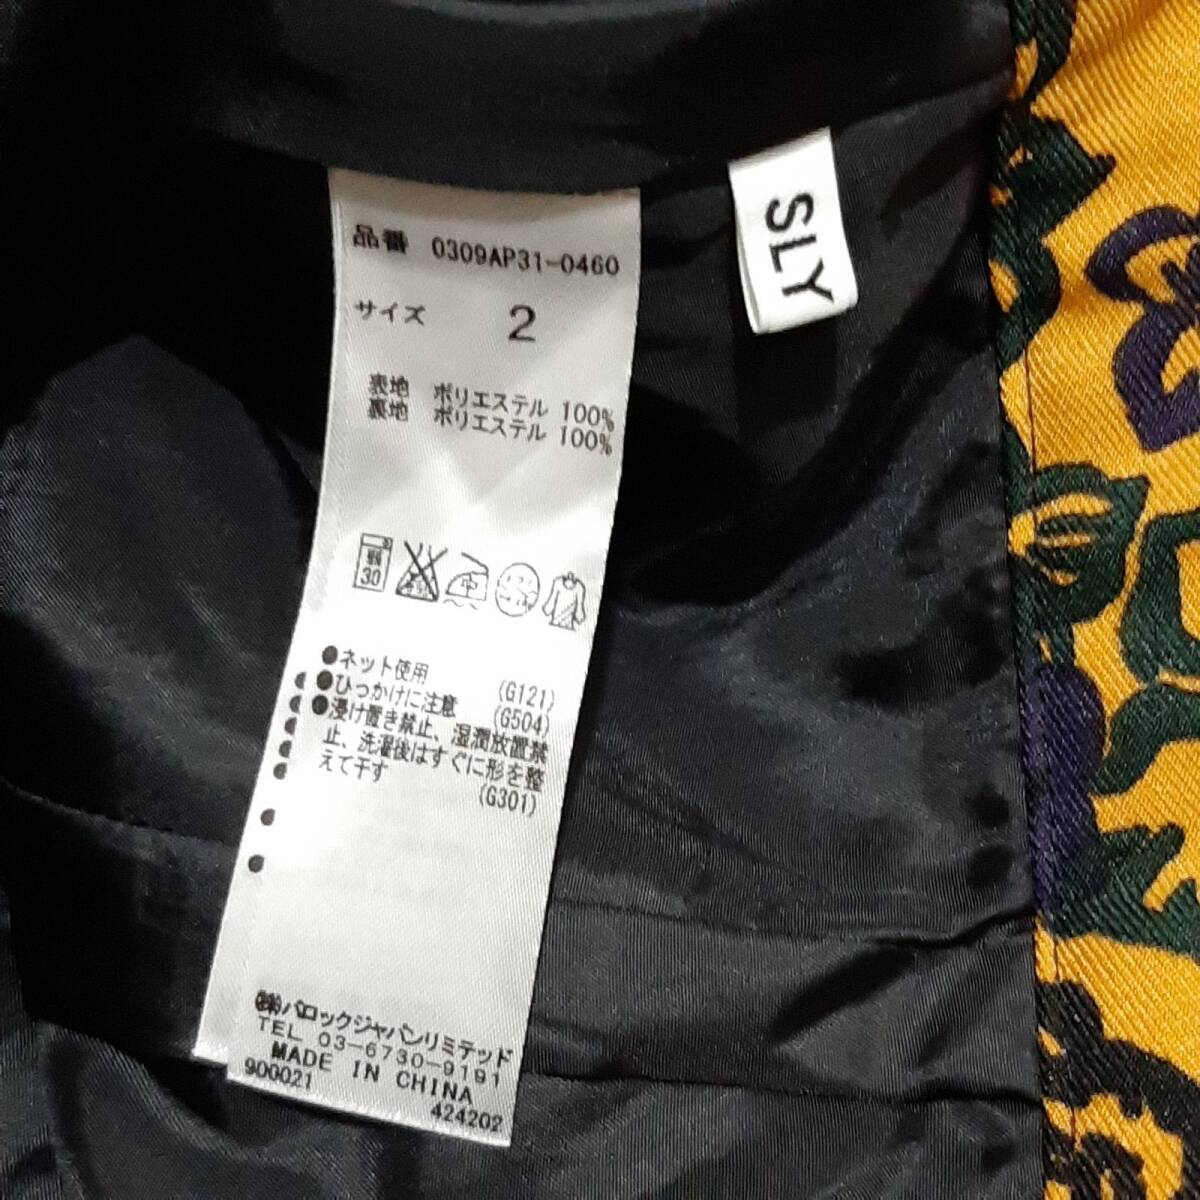 品番 0309AP31-0460
サイズ 2
表地 ポリエステル 100%
裏地 ポリエステル 100%
弱
30
中
●ネット使用 (G121)
●ひっかけに注意 (G504)
●浸け置き禁止、湿潤放置禁
止、洗濯後はすぐに形を整
えて干す
(G301)
㈱バロックジャパンリミテッド
TEL 03-6730-9191
MADE IN CHINA
900021
424202
SLY